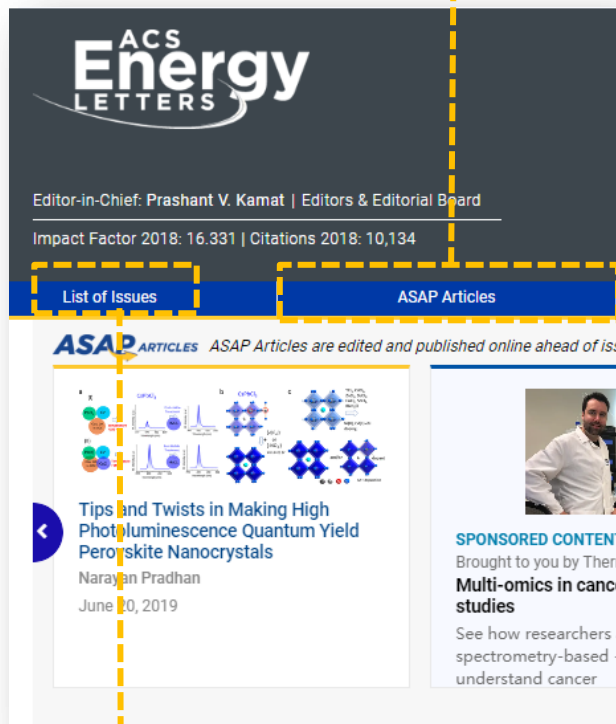 ACS
Energy
LETTERS
Editor-in-Chief: Prashant V. Kamat | Editors & Editorial Board
Impact Factor 2018: 16.331 | Citations 2018: 10,134
List of Issues
ASAP Articles
ASAP ARTICLES ASAP Articles are edited and published online ahead of iss
a
b
c
Tips and Twists in Making High
Photoluminescence Quantum Yield
Perovskite Nanocrystals
Narayan Pradhan
June 20, 2019
SPONSORED CONTENT
Brought to you by Ther
Multi-omics in cance
studies
See how researchers
spectrometry-based
understand cancer